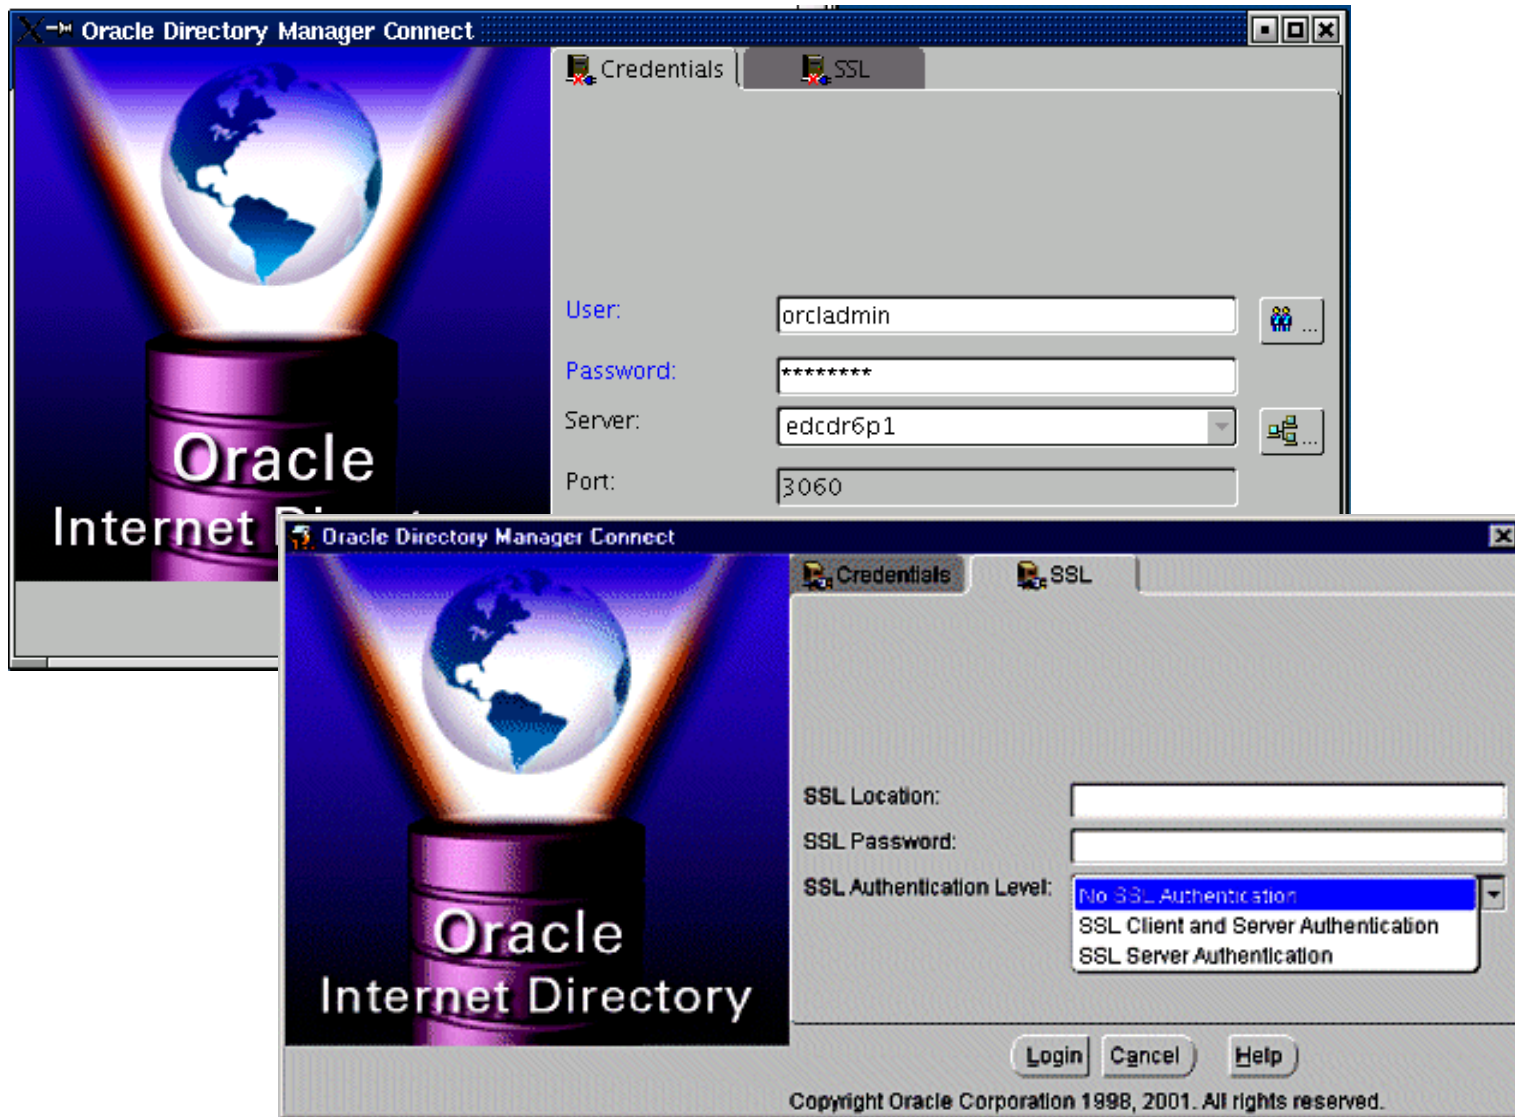 Oracle Directory Manager Connect
Credentials
SSL
User:
orcladmin
...
Password:
********
Server:
edcdr6p1
...
Port:
3060
Oracle
Internet
Oracle Directory Manager Connect
Credentials
SSL
SSL Location:
SSL Password:
SSL Authentication Level:
No SSL Authentication
SSL Client and Server Authentication
SSL Server Authentication
Oracle
Internet Directory
Login
Cancel
Help
Copyright Oracle Corporation 1998, 2001. All rights reserved.